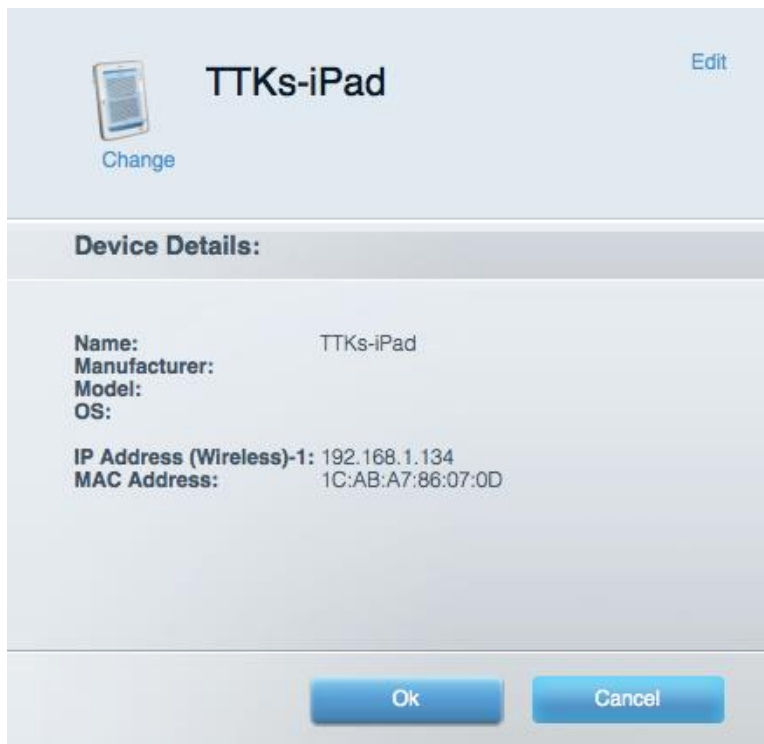 TTKs-iPad
Edit
Change
Device Details:
Name: TTKs-iPad
Manufacturer:
Model:
OS:
IP Address (Wireless)-1: 192.168.1.134
MAC Address: 1C:AB:A7:86:07:0D
Ok
Cancel